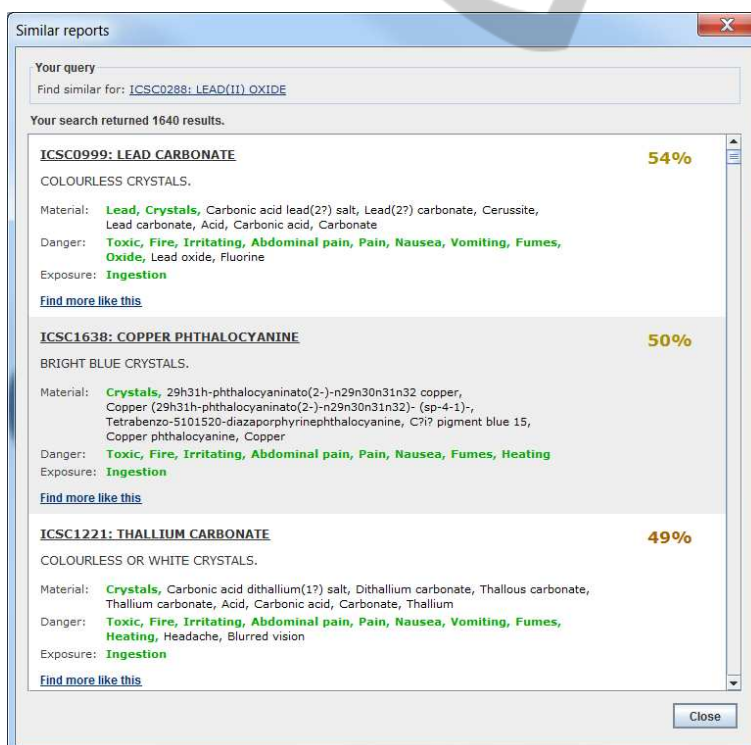 Similar reports
Your query
Find similar for: ICSC0288: LEAD(II) OXIDE
Your search returned 1640 results.
ICSC0999: LEAD CARBONATE
54%
COLOURLESS CRYSTALS.
Material: Lead, Crystals, Carbonic acid lead(2?) salt, Lead(2?) carbonate, Cerussite,
Lead carbonate, Acid, Carbonic acid, Carbonate
Danger: Toxic, Fire, Irritating, Abdominal pain, Pain, Nausea, Vomiting, Fumes,
Oxide, Lead oxide, Fluorine
Exposure: Ingestion
Find more like this
ICSC1638: COPPER PHTHALOCYANINE
50%
BRIGHT BLUE CRYSTALS.
Material: Crystals, 29h31h-phthalocyaninato(2-)-n29n30n31n32 copper,
Copper (29h31h-phthalocyaninato(2-)-n29n30n31n32)- (sp-4-1)-,
Tetrabenzo-5101520-diazaporphyrinephthalocyanine, C?i? pigment blue 15,
Copper phthalocyanine, Copper
Danger: Toxic, Fire, Irritating, Abdominal pain, Pain, Nausea, Fumes, Heating
Exposure: Ingestion
Find more like this
ICSC1221: THALLIUM CARBONATE
49%
COLOURLESS OR WHITE CRYSTALS.
Material: Crystals, Carbonic acid dithallium(1?) salt, Dithallium carbonate, Thallous carbonate,
Thallium carbonate, Acid, Carbonic acid, Carbonate, Thallium
Danger: Toxic, Fire, Irritating, Abdominal pain, Pain, Nausea, Vomiting, Fumes,
Heating, Headache, Blurred vision
Exposure: Ingestion
Find more like this
Close